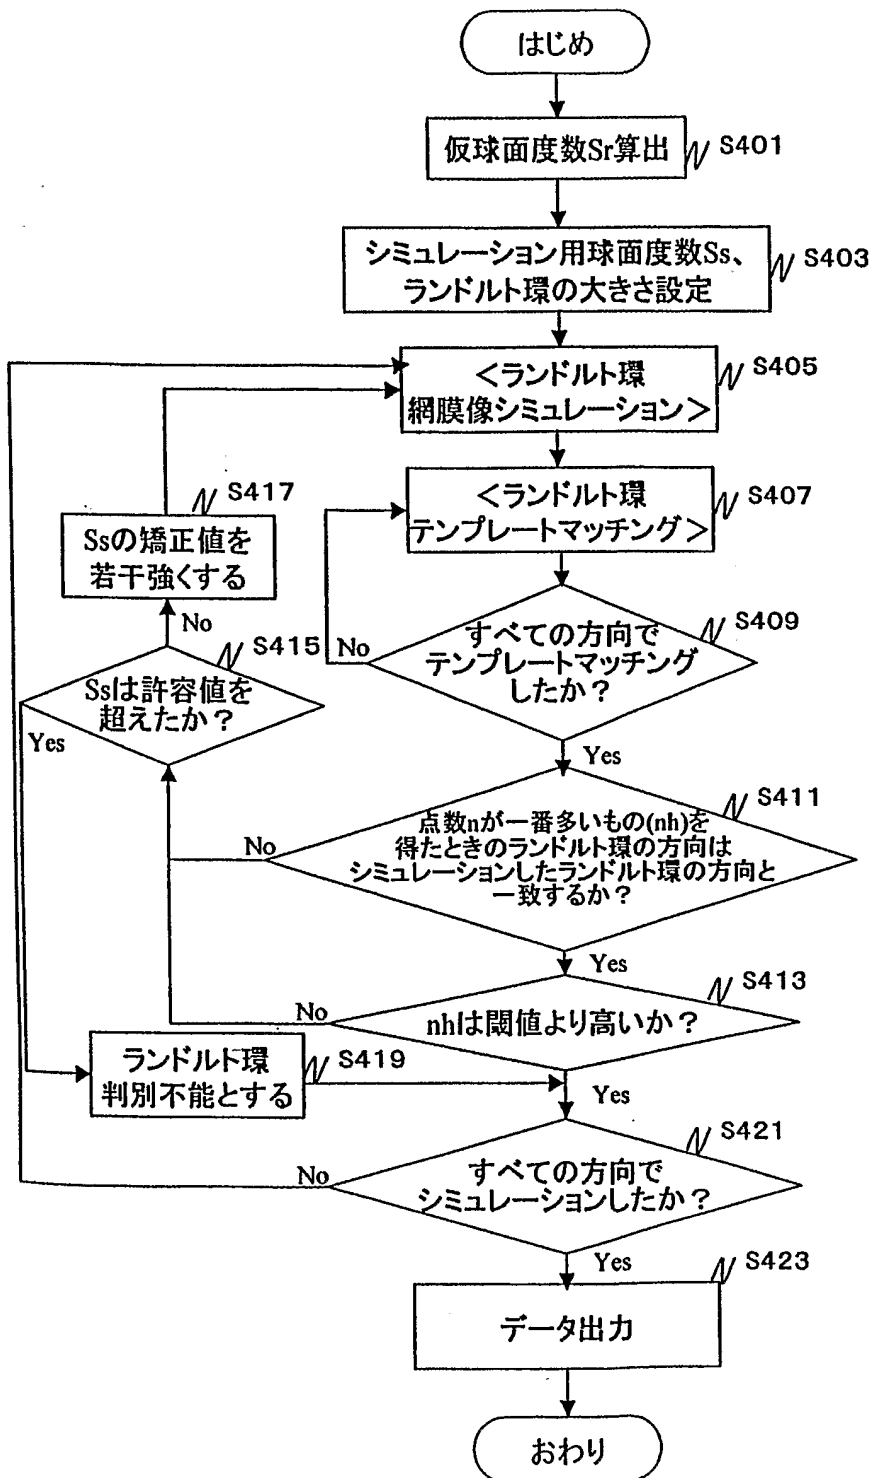 はじめ
仮球面度数Sr算出
S401
シミュレーション用球面度数Ss、
ランドルト環の大きさ設定
S403
＜ランドルト環
網膜像シミュレーション＞
S405
＜ランドルト環
テンプレートマッチング＞
S407
S417
Ssの矯正値を
若干強くする
No
すべての方向で
テンプレートマッチング
したか？
S409
No
Yes
S415
Ssは許容値を
超えたか？
Yes
点数nが一番多いもの(nh)を
得たときのランドルト環の方向は
シミュレーションしたランドルト環の方向と
一致するか？
S411
No
Yes
nhは閾値より高いか？
S413
No
Yes
ランドルト環
判別不能とする
S419
すべての方向で
シミュレーションしたか？
S421
No
Yes
データ出力
S423
おわり